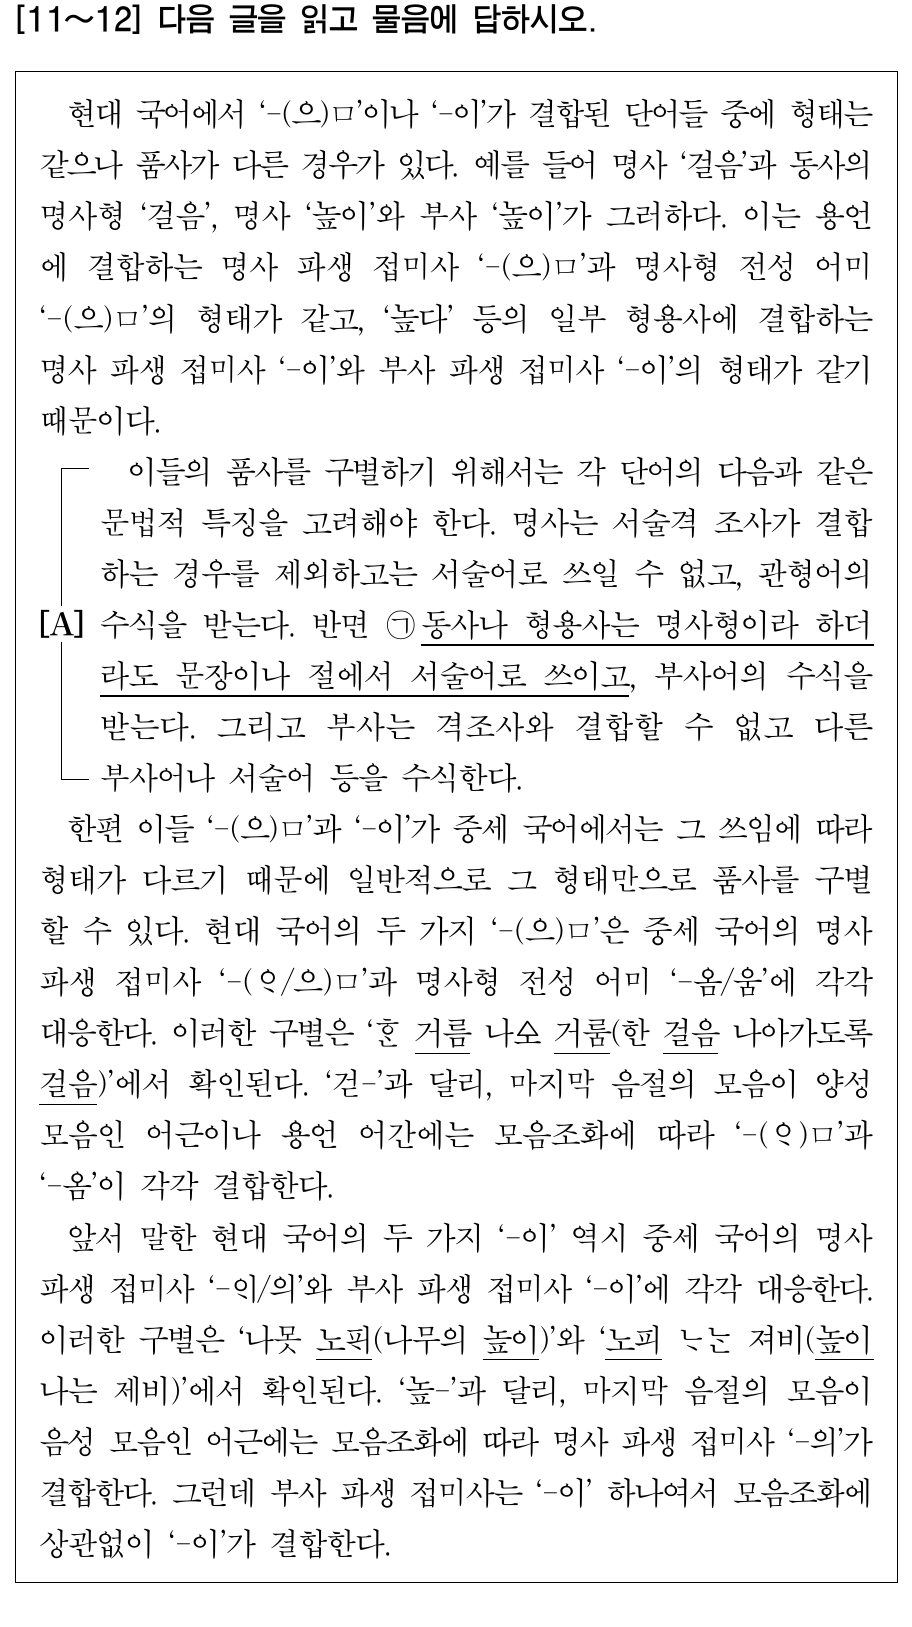 [11～12] 다음 글을 읽고 물음에 답하시오.
현대 국어에서 ‘-(으)ㅁ’이나 ‘-이’가 결합된 단어들 중에 형태는
같으나 품사가 다른 경우가 있다. 예를 들어 명사 ‘걸음’과 동사의
명사형 ‘걸음’, 명사 ‘높이’와 부사 ‘높이’가 그러하다. 이는 용언
에 결합하는 명사 파생 접미사 ‘-(으)ㅁ’과 명사형 전성 어미
‘-(으)ㅁ’의 형태가 같고, ‘높다’ 등의 일부 형용사에 결합하는
명사 파생 접미사 ‘-이’와 부사 파생 접미사 ‘-이’의 형태가 같기
때문이다.
이들의 품사를 구별하기 위해서는 각 단어의 다음과 같은
문법적 특징을 고려해야 한다. 명사는 서술격 조사가 결합
하는 경우를 제외하고는 서술어로 쓰일 수 없고, 관형어의
[A] 수식을 받는다. 반면 ㉠동사나 형용사는 명사형이라 하더
라도 문장이나 절에서 서술어로 쓰이고, 부사어의 수식을
받는다. 그리고 부사는 격조사와 결합할 수 없고 다른
부사어나 서술어 등을 수식한다.
한편 이들 ‘-(으)ㅁ’과 ‘-이’가 중세 국어에서는 그 쓰임에 따라
형태가 다르기 때문에 일반적으로 그 형태만으로 품사를 구별
할 수 있다. 현대 국어의 두 가지 ‘-(으)ㅁ’은 중세 국어의 명사
파생 접미사 ‘-(ᄋᆞ/으)ㅁ’과 명사형 전성 어미 ‘-옴/움’에 각각
대응한다. 이러한 구별은 ‘ᄒᆞᆫ 거름 나소 거룸(한 걸음 나아가도록
걸음)’에서 확인된다. ‘걷-’과 달리, 마지막 음절의 모음이 양성
모음인 어근이나 용언 어간에는 모음조화에 따라 ‘-(ᄋᆞ)ㅁ’과
‘-옴’이 각각 결합한다.
앞서 말한 현대 국어의 두 가지 ‘-이’ 역시 중세 국어의 명사
파생 접미사 ‘-ᄋᆡ/의’와 부사 파생 접미사 ‘-이’에 각각 대응한다.
이러한 구별은 ‘나못 노ᄑᆡ(나무의 높이)’와 ‘노피 ᄂᆞᄂᆞᆫ 져비(높이
나는 제비)’에서 확인된다. ‘높-’과 달리, 마지막 음절의 모음이
음성 모음인 어근에는 모음조화에 따라 명사 파생 접미사 ‘-의’가
결합한다. 그런데 부사 파생 접미사는 ‘-이’ 하나여서 모음조화에
상관없이 ‘-이’가 결합한다.